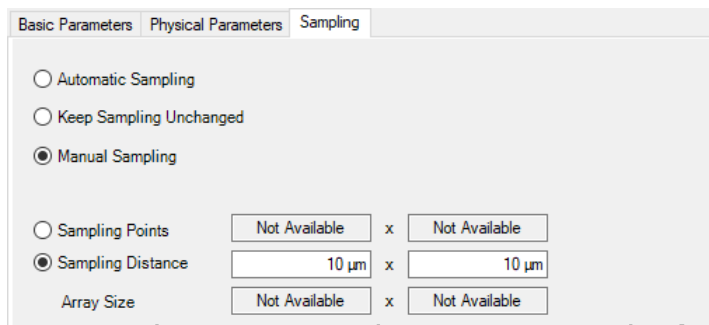 Basic Parameters Physical Parameters Sampling
Automatic Sampling
Keep Sampling Unchanged
Manual Sampling
Sampling Points Not Available x Not Available
Sampling Distance 10 µm x 10 µm
Array Size Not Available x Not Available